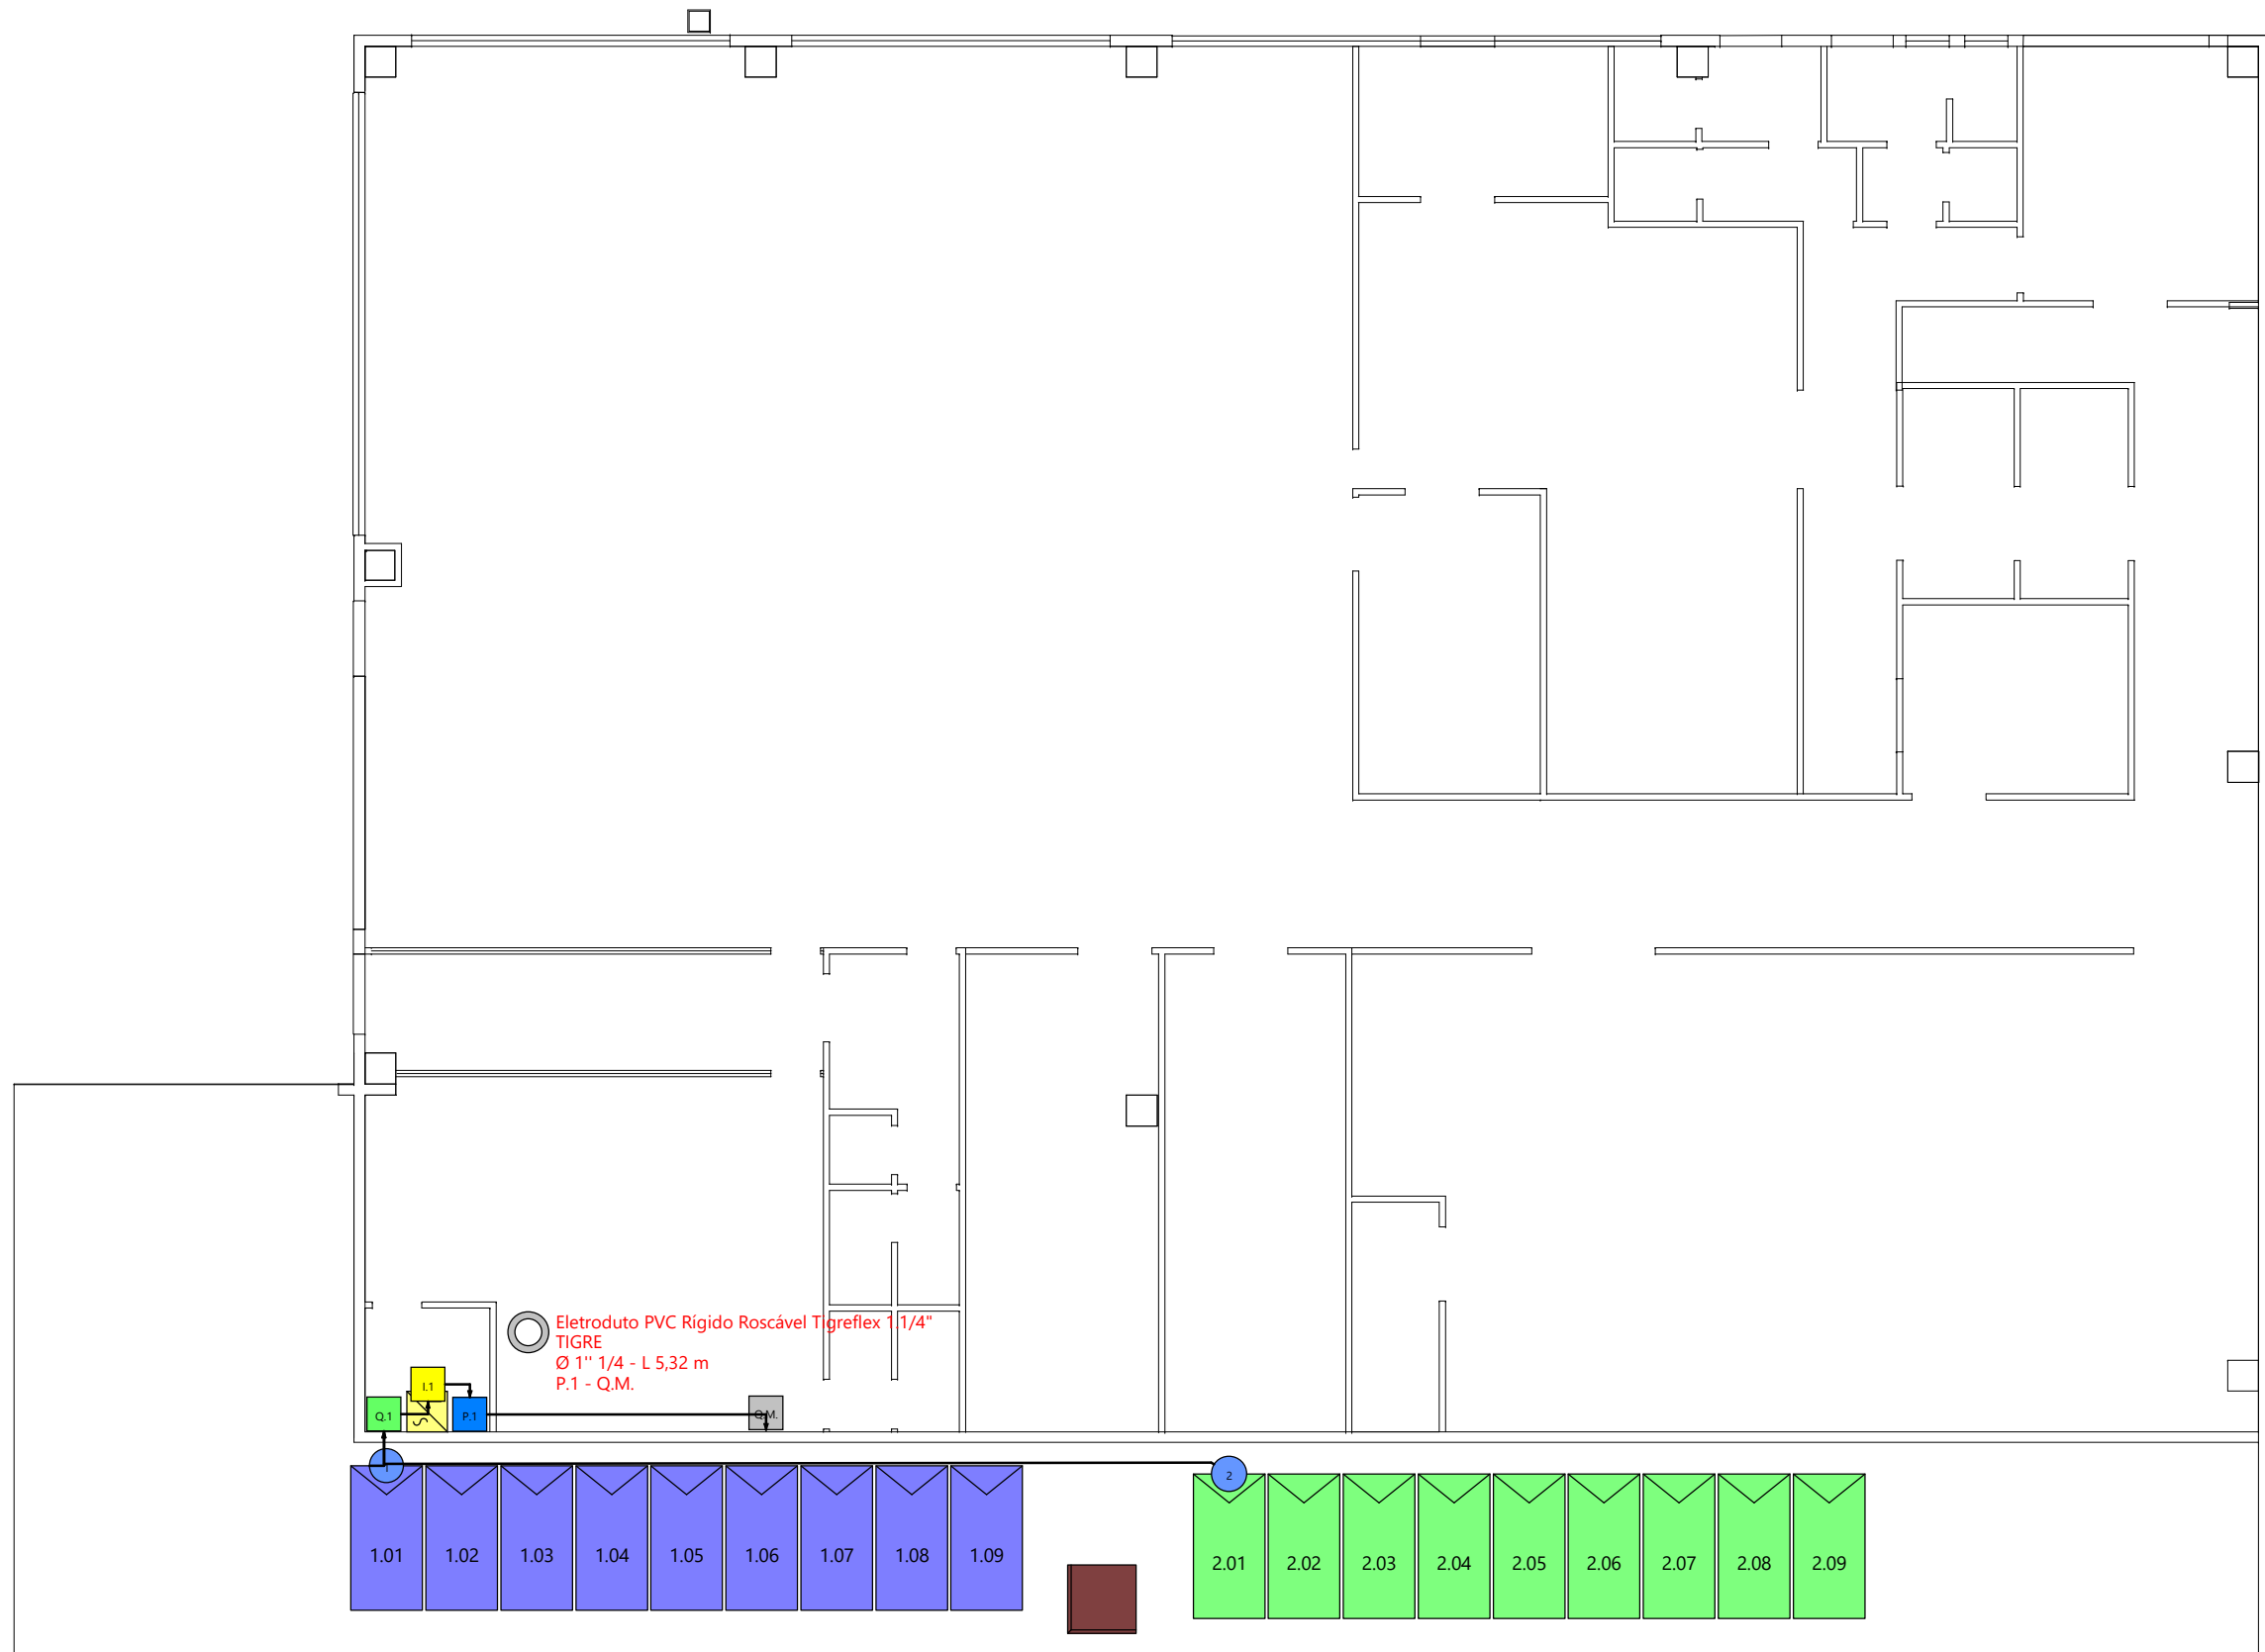 Eletroduto PVC Rígido Roscável Tigreflex 1.1/4"
TIGRE
Ø 1'' 1/4 - L 5,32 m
P.1 - Q.M.
I.1
Q.1
P.1
Q.M.
1
2
1.01 1.02 1.03 1.04 1.05 1.06 1.07 1.08 1.09
2.01 2.02 2.03 2.04 2.05 2.06 2.07 2.08 2.09